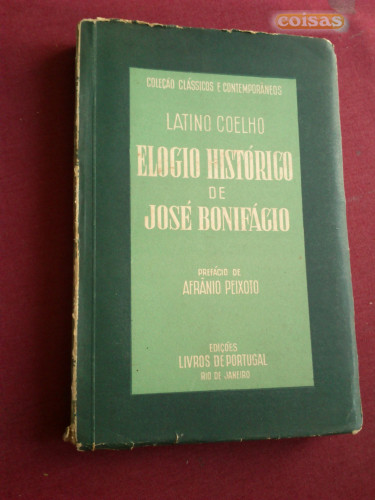 coisas
COLEÇÃO CLÁSSICOS E CONTEMPORÂNEOS
LATINO COELHO
ELOGIO HISTÓRICO
DE
JOSÉ BONIFÁCIO
PREFÁCIO DE
AFRÂNIO PEIXOTO
EDIÇÕES
LIVROS DE PORTUGAL
RIO DE JANEIRO